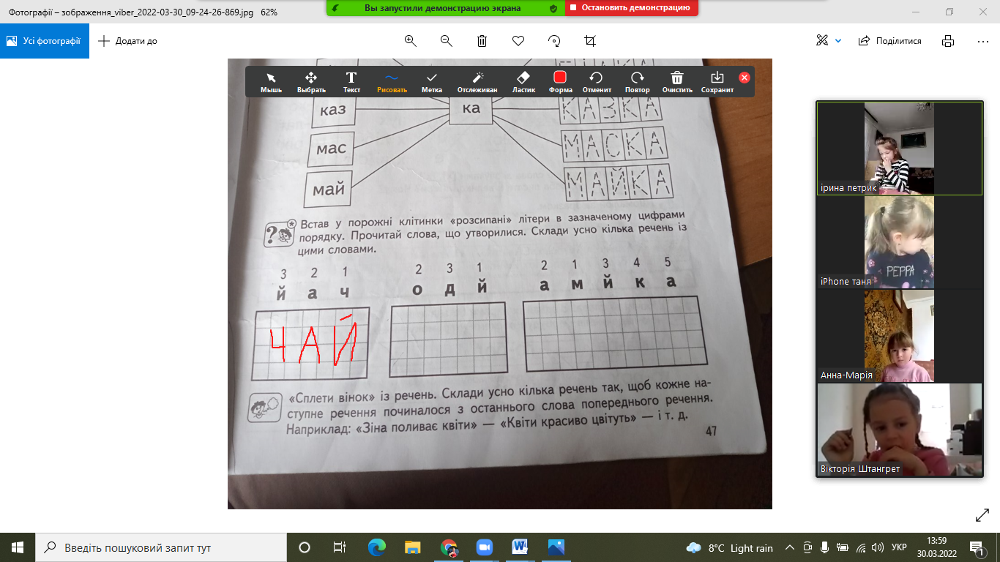 Фотографії – зображення_viber_2022-03-30_09-24-26-869.jpg 62%
Вы запустили демонстрацию экрана
Остановить демонстрацию
Усі фотографії
Додати до
Поділитися
Мышь Выбрать Текст Рисовать Метка Отслеживан Ластик Форма Отменит Повтор Очистить Сохранит
каз ка КАЗКА
мас МАСКА
май МАЙКА
Встав у порожні клітинки «розсипані» літери в зазначеному цифрами
порядку. Прочитай слова, що утворилися. Склади усно кілька речень із
цими словами.
3 2 1 2 3 1 2 1 3 4 5
й а ч о д й а м й к а
ЧАЙ
«Сплети вінок» із речень. Склади усно кілька речень так, щоб кожне на-
ступне речення починалося з останнього слова попереднього речення.
Наприклад: «Зіна поливає квіти» — «Квіти красиво цвітуть» — і т. д.
47
ірина петрик
PEPPA
iPhone таня
Анна-Марія
Вікторія Штангрет
Введіть пошуковий запит тут
8°C Light rain
УКР
13:59
30.03.2022
1